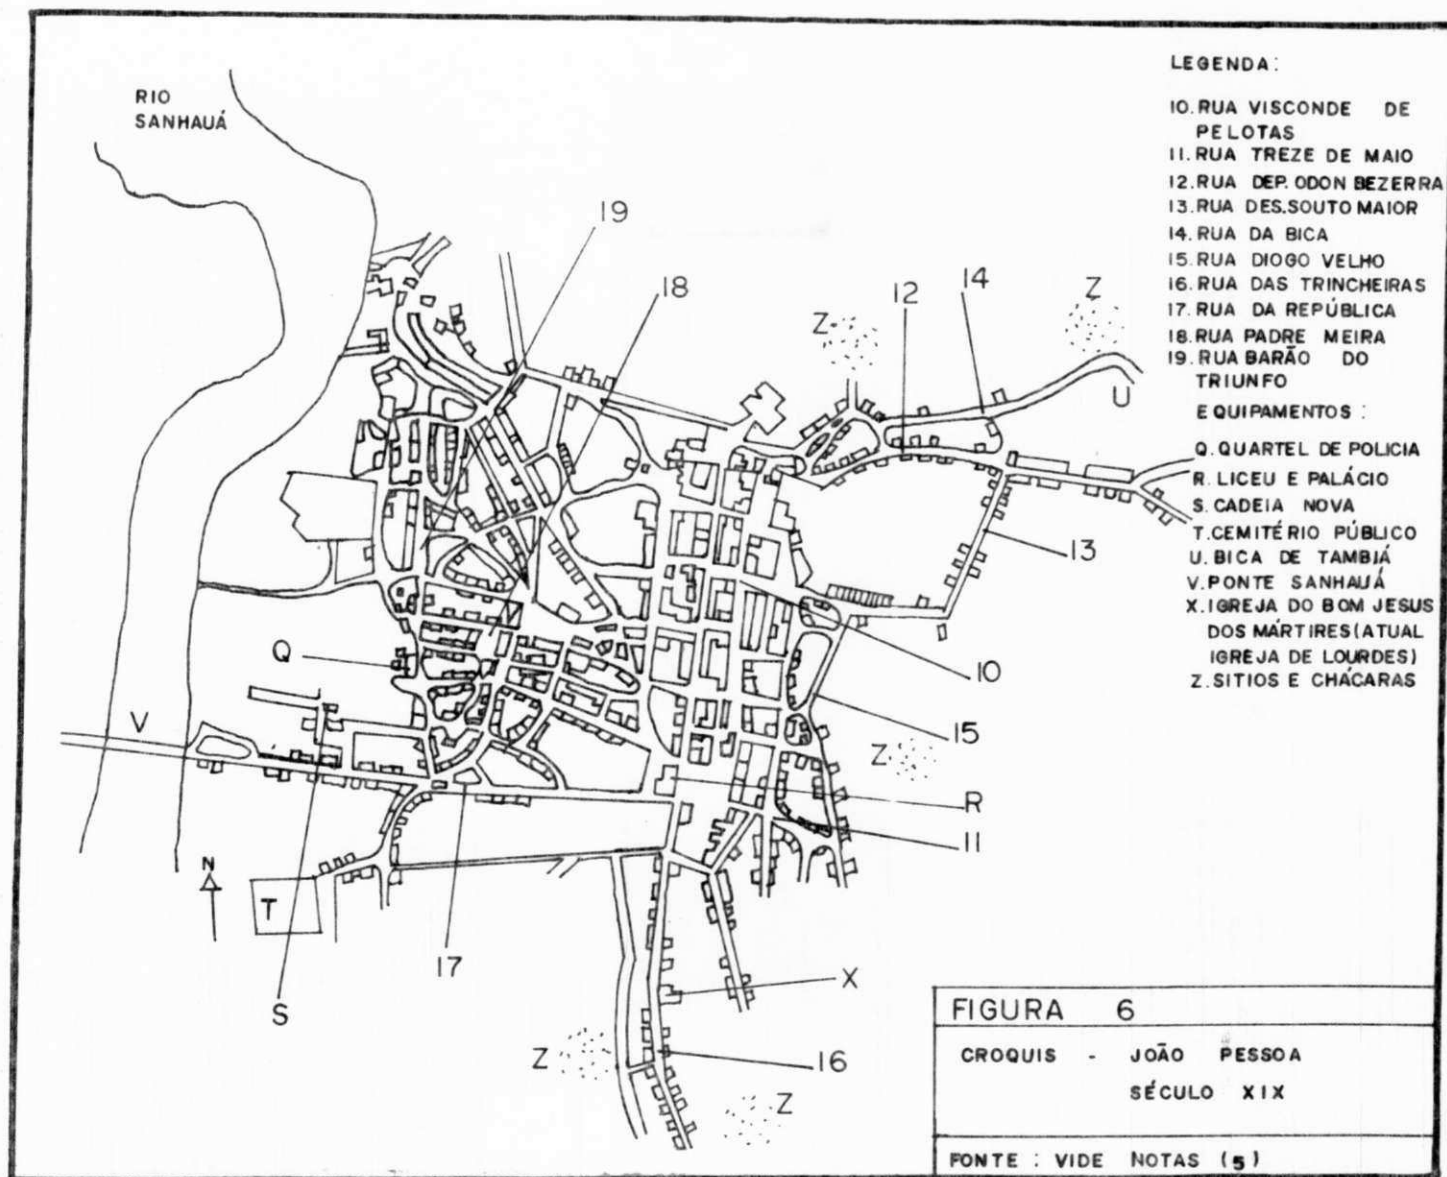 RIO
SANHAUÁ
19
18
12
14
Z
Z
U
13
10
15
Z
R
11
Q
V
N
T
S
17
X
16
Z
Z
LEGENDA:
10. RUA VISCONDE DE
PELOTAS
11. RUA TREZE DE MAIO
12. RUA DEP. ODON BEZERRA
13. RUA DES. SOUTO MAIOR
14. RUA DA BICA
15. RUA DIOGO VELHO
16. RUA DAS TRINCHEIRAS
17. RUA DA REPÚBLICA
18. RUA PADRE MEIRA
19. RUA BARÃO DO
TRIUNFO
EQUIPAMENTOS :
Q. QUARTEL DE POLICIA
R. LICEU E PALÁCIO
S. CADEIA NOVA
T. CEMITÉRIO PÚBLICO
U. BICA DE TAMBIÁ
V. PONTE SANHAUÁ
X. IGREJA DO BOM JESUS
DOS MÁRTIRES (ATUAL
IGREJA DE LOURDES)
Z. SITIOS E CHÁCARAS
FIGURA 6
CROQUIS - JOÃO PESSOA
SÉCULO XIX
FONTE : VIDE NOTAS (5)